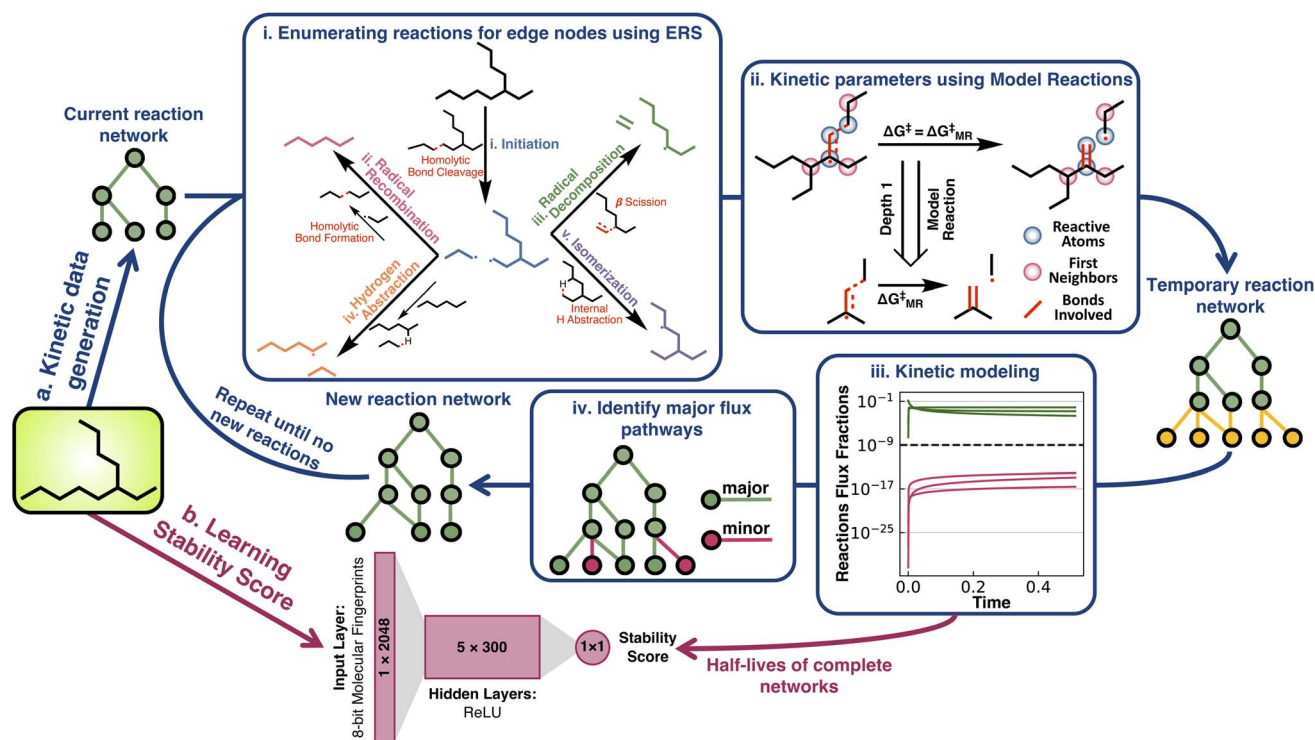 i. Enumerating reactions for edge nodes using ERS
i. Initiation
Homolytic
Bond Cleavage
ii. Radical
Recombination
Homolytic
Bond Formation
iii. Radical
Decomposition
β Scission
iv. Hydrogen
Abstraction
H
v. Isomerization
H
Internal
H Abstraction
ii. Kinetic parameters using Model Reactions
ΔG‡ = ΔG‡MR
Depth 1
Model
Reaction
ΔG‡MR
Reactive
Atoms
First
Neighbors
Bonds
Involved
Current reaction
network
Temporary reaction
network
a. Kinetic data
generation
Repeat until no
new reactions
New reaction network
iv. Identify major flux
pathways
major
minor
iii. Kinetic modeling
Reactions Flux Fractions
10⁻¹
10⁻⁹
10⁻¹⁷
10⁻²⁵
0.0
0.4
Time
b. Learning
Stability Score
Input Layer:
8-bit Molecular Fingerprints
1 × 2048
5 × 300
Hidden Layers:
ReLU
1×1
Stability
Score
Half-lives of complete
networks